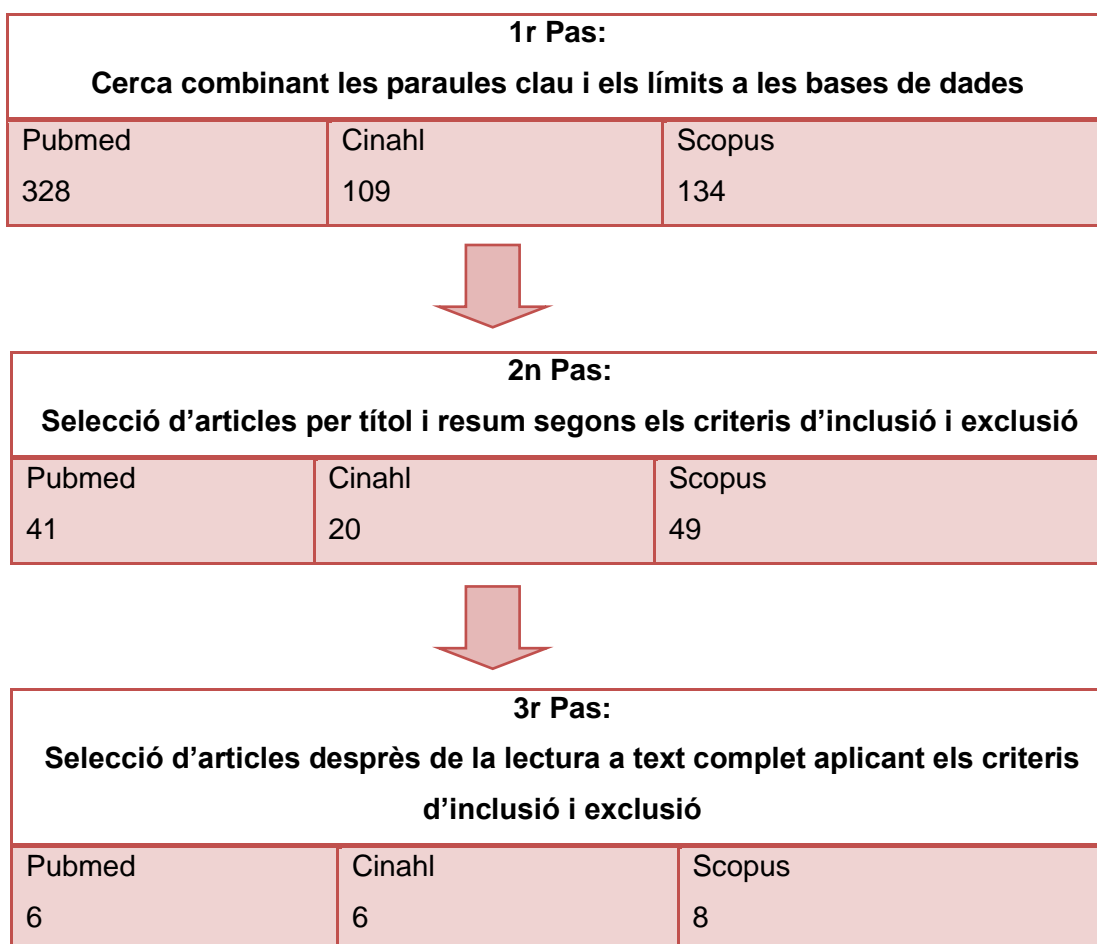 1r Pas:
Cerca combinant les paraules clau i els límits a les bases de dades
Pubmed Cinahl Scopus
328 109 134
2n Pas:
Selecció d’articles per títol i resum segons els criteris d’inclusió i exclusió
Pubmed Cinahl Scopus
41 20 49
3r Pas:
Selecció d’articles desprès de la lectura a text complet aplicant els criteris
d’inclusió i exclusió
Pubmed Cinahl Scopus
6 6 8